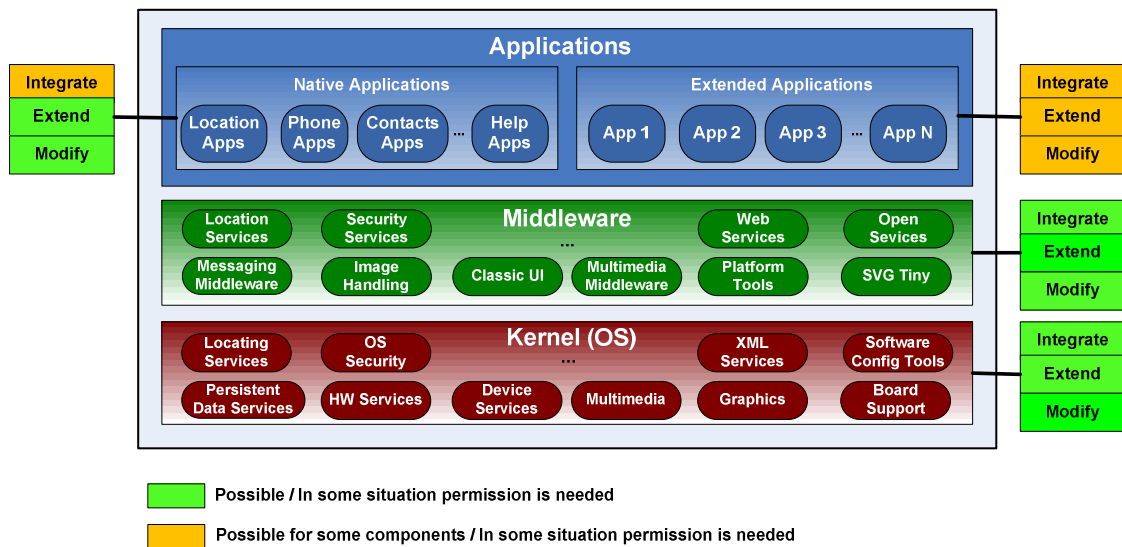 Applications
Native Applications
Extended Applications
Integrate
Extend
Modify
Location Apps
Phone Apps
Contacts Apps
...
Help Apps
App 1
App 2
App 3
...
App N
Integrate
Extend
Modify
Middleware
Location Services
Security Services
...
Web Services
Open Sevices
Messaging Middleware
Image Handling
Classic UI
Multimedia Middleware
Platform Tools
SVG Tiny
Integrate
Extend
Modify
Kernel (OS)
Locating Services
OS Security
...
XML Services
Software Config Tools
Persistent Data Services
HW Services
Device Services
Multimedia
Graphics
Board Support
Integrate
Extend
Modify
Possible / In some situation permission is needed
Possible for some components / In some situation permission is needed